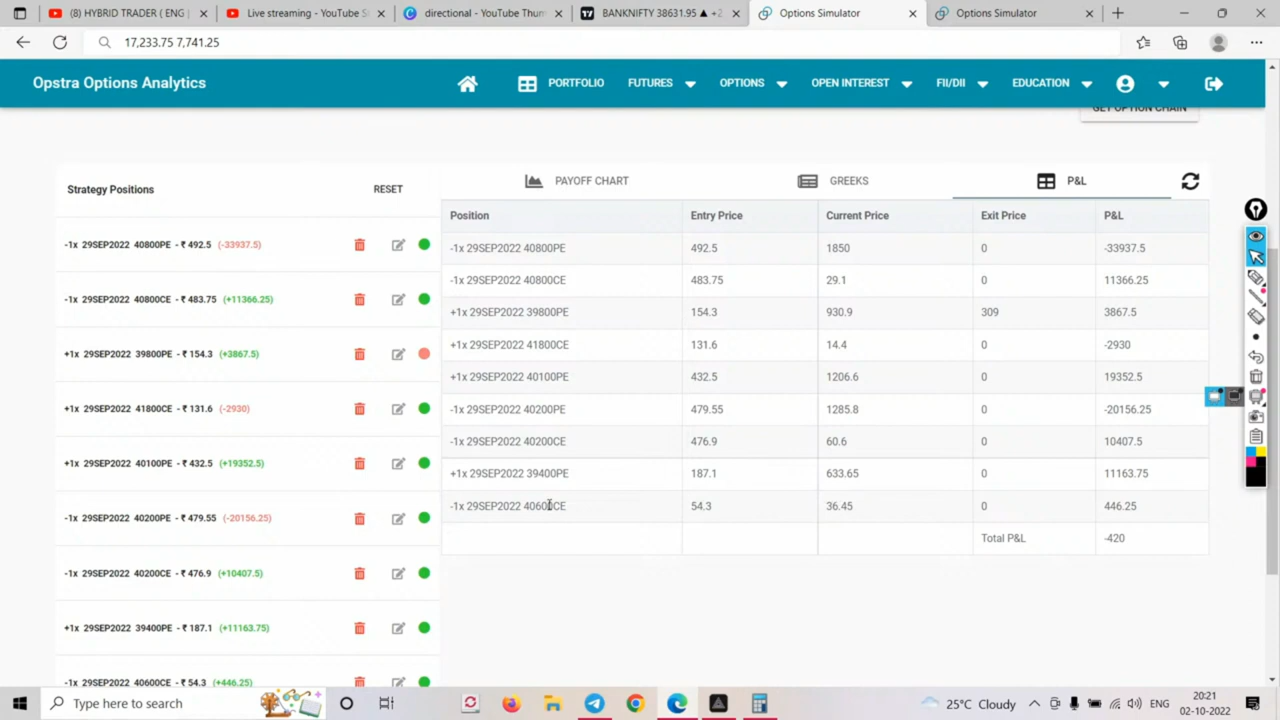 (8) HYBRID TRADER ( ENG |
Live streaming - YouTube S
directional - YouTube Thum
BANKNIFTY 38631.95 ▲ +2
Options Simulator
Options Simulator
17,233.75 7,741.25
Opstra Options Analytics
PORTFOLIO
FUTURES
OPTIONS
OPEN INTEREST
FII/DII
EDUCATION
GET OPTION CHAIN
Strategy Positions
RESET
PAYOFF CHART
GREEKS
P&L
Position Entry Price Current Price Exit Price P&L
-1x 29SEP2022 40800PE 492.5 1850 0 -33937.5
-1x 29SEP2022 40800CE 483.75 29.1 0 11366.25
+1x 29SEP2022 39800PE 154.3 930.9 309 3867.5
+1x 29SEP2022 41800CE 131.6 14.4 0 -2930
+1x 29SEP2022 40100PE 432.5 1206.6 0 19352.5
-1x 29SEP2022 40200PE 479.55 1285.8 0 -20156.25
-1x 29SEP2022 40200CE 476.9 60.6 0 10407.5
+1x 29SEP2022 39400PE 187.1 633.65 0 11163.75
-1x 29SEP2022 40600CE 54.3 36.45 0 446.25
Total P&L -420
-1x 29SEP2022 40800PE - ₹ 492.5 (-33937.5)
-1x 29SEP2022 40800CE - ₹ 483.75 (+11366.25)
+1x 29SEP2022 39800PE - ₹ 154.3 (+3867.5)
+1x 29SEP2022 41800CE - ₹ 131.6 (-2930)
+1x 29SEP2022 40100PE - ₹ 432.5 (+19352.5)
-1x 29SEP2022 40200PE - ₹ 479.55 (-20156.25)
-1x 29SEP2022 40200CE - ₹ 476.9 (+10407.5)
+1x 29SEP2022 39400PE - ₹ 187.1 (+11163.75)
-1x 29SEP2022 40600CE - ₹ 54.3 (+446.25)
Type here to search
25°C Cloudy
ENG
20:21
02-10-2022